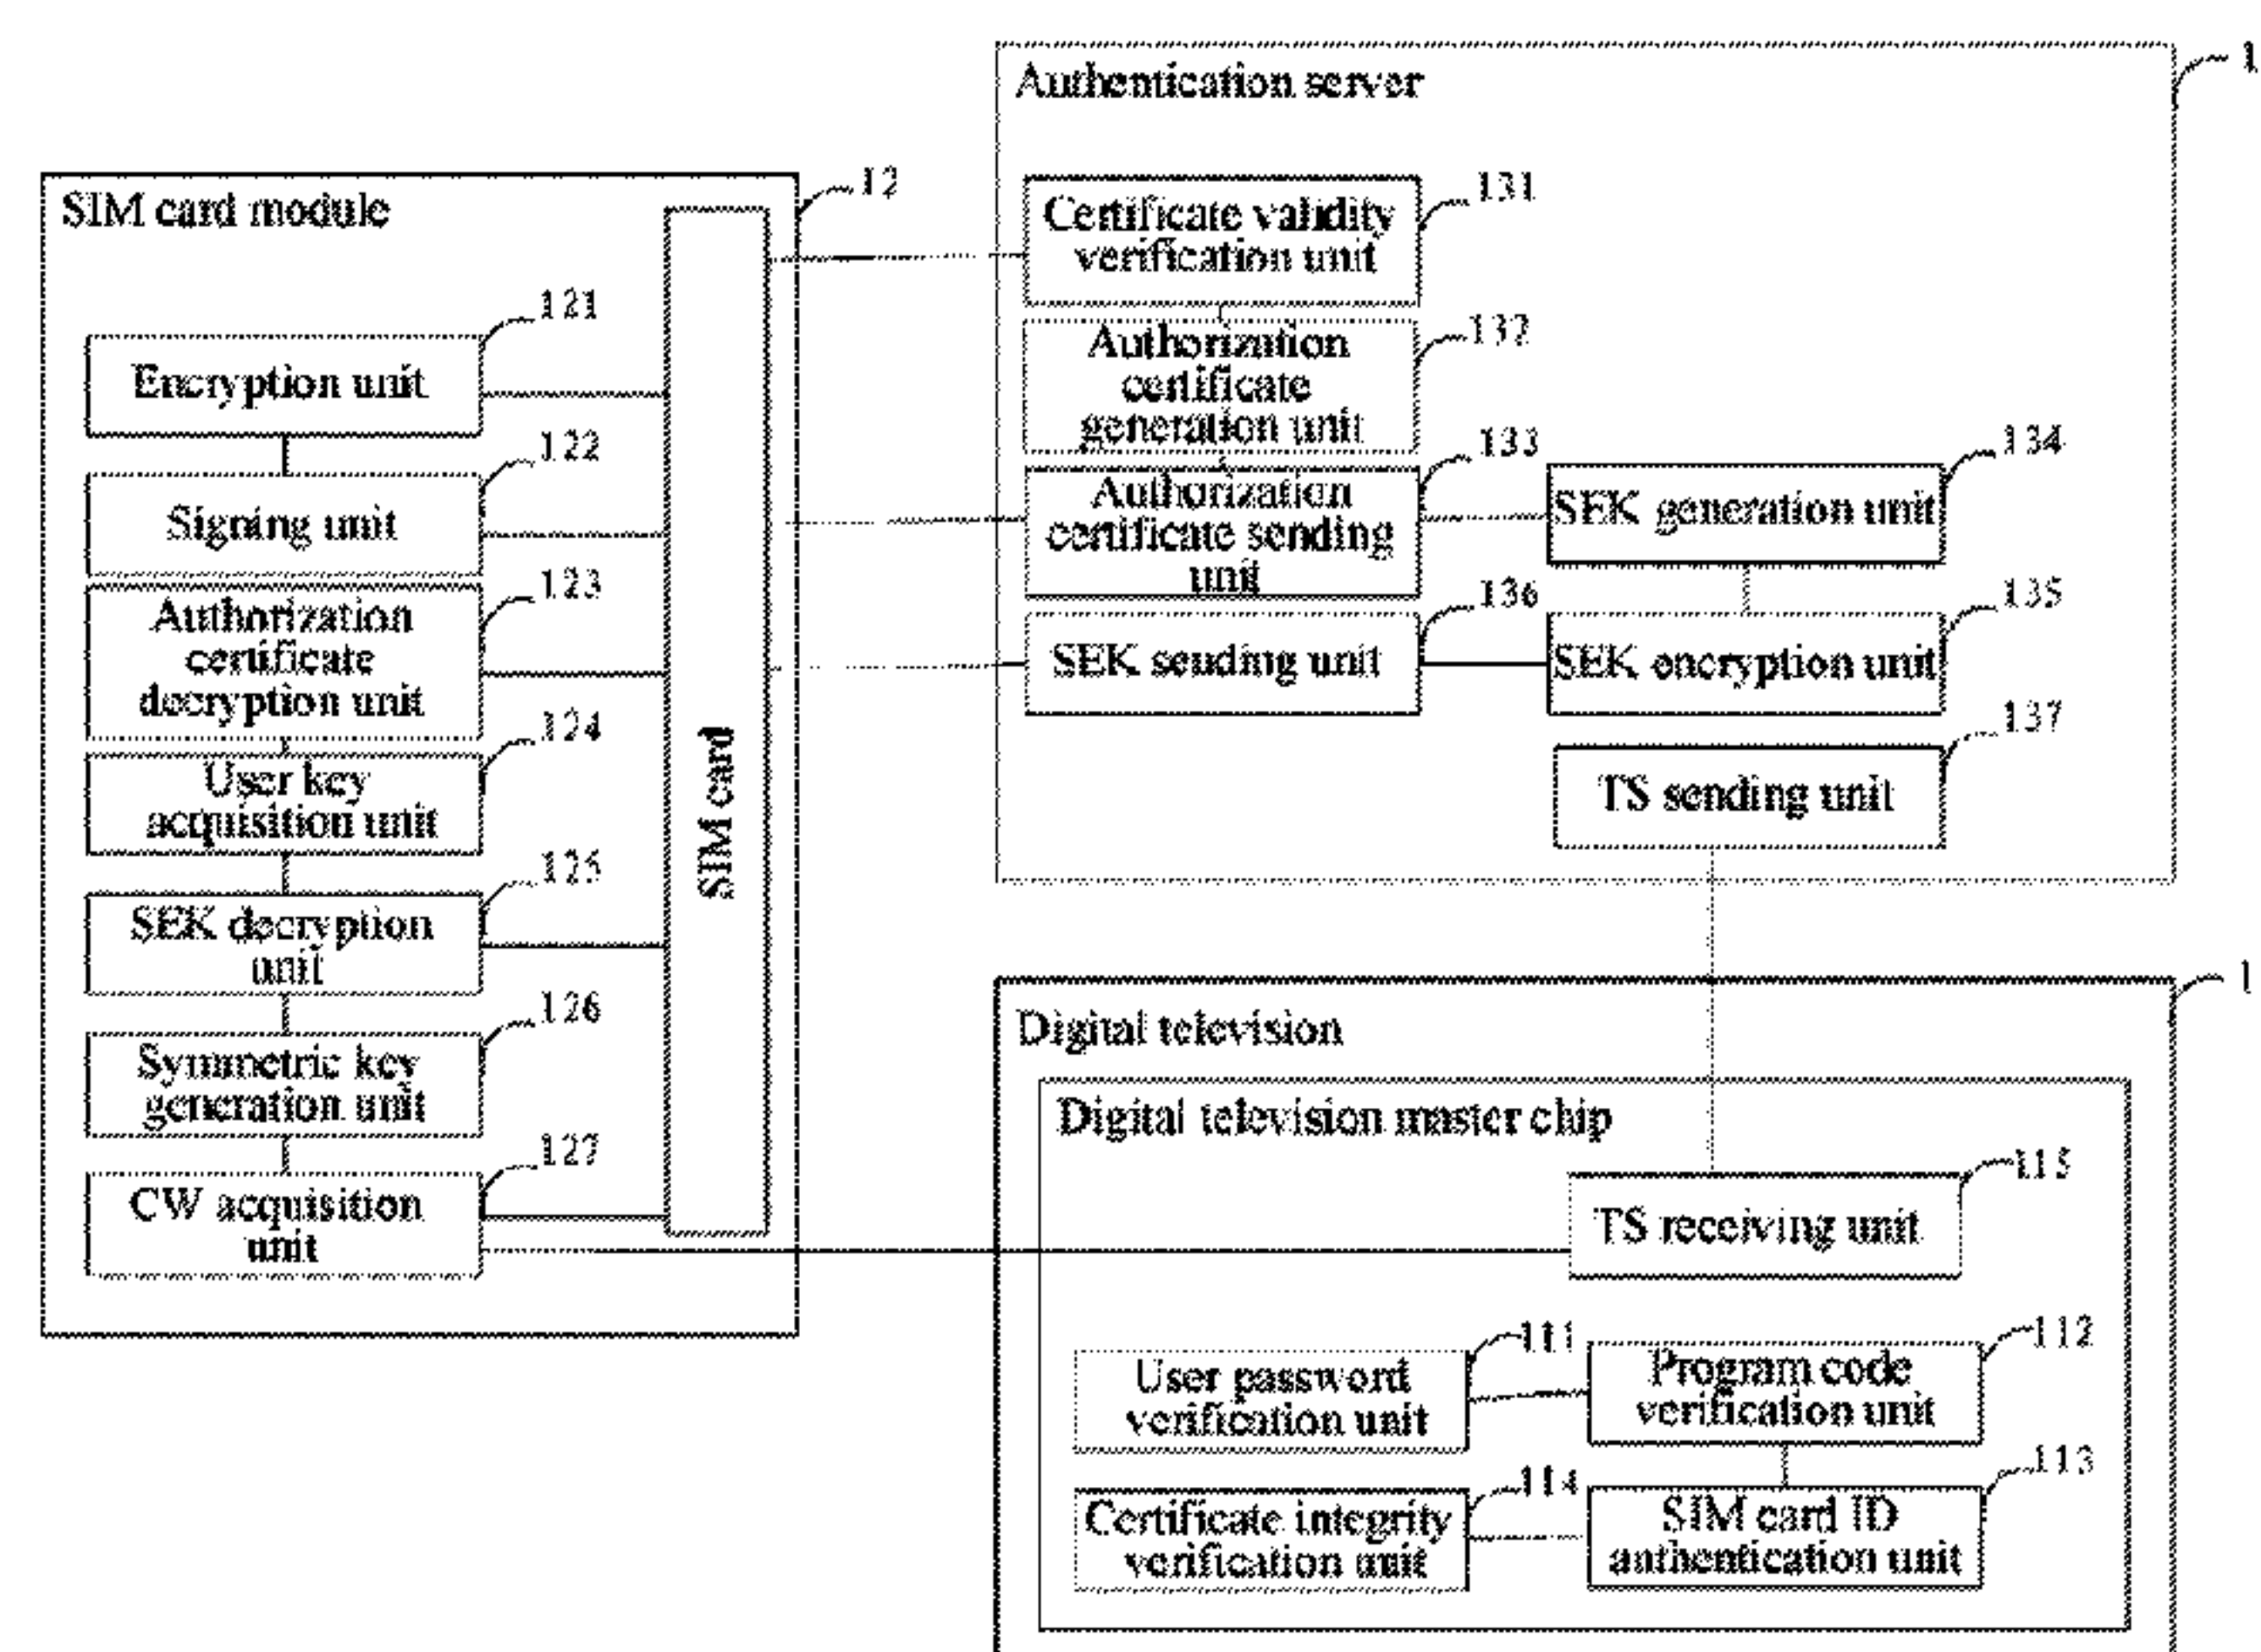 Authentication server
1
SIM card module
12
Certificate validity
verification unit
131
Encryption unit
121
Authorization
certificate
generation unit
132
Signing unit
122
Authorization
certificate sending
unit
133
SEK generation unit
134
Authorization
certificate
decryption unit
123
SEK sending unit
136
SEK encryption unit
135
User key
acquisition unit
124
SIM card
TS sending unit
137
SEK decryption
unit
125
Digital television
1
Symmetric key
generation unit
126
Digital television master chip
CW acquisition
unit
127
TS receiving unit
115
User password
verification unit
111
Program code
verification unit
112
Certificate integrity
verification unit
114
SIM card ID
authentication unit
113